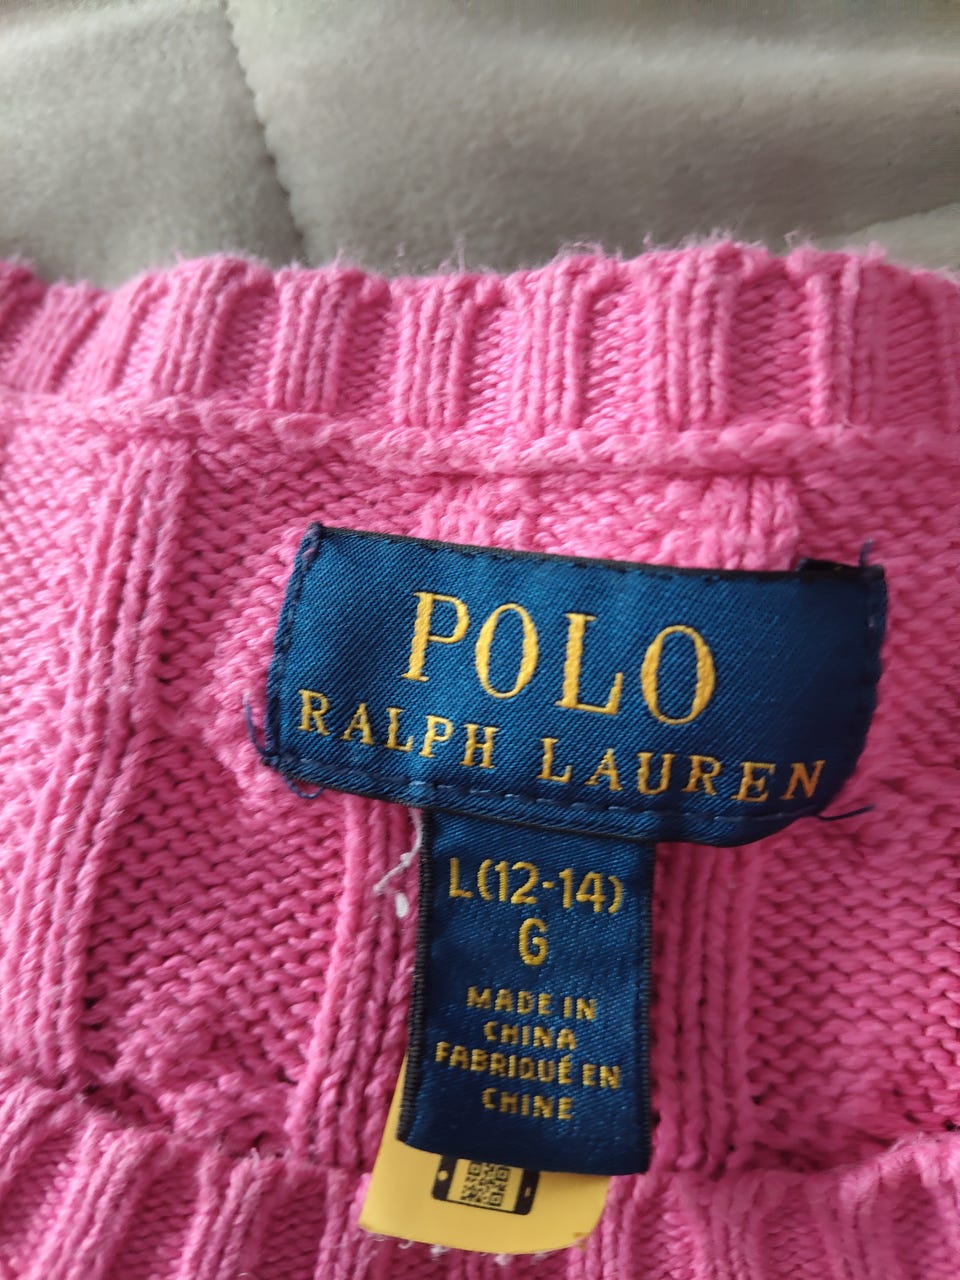 POLO
RALPH LAUREN
L(12-14)
G
MADE IN
CHINA
FABRIQUÉ EN
CHINE